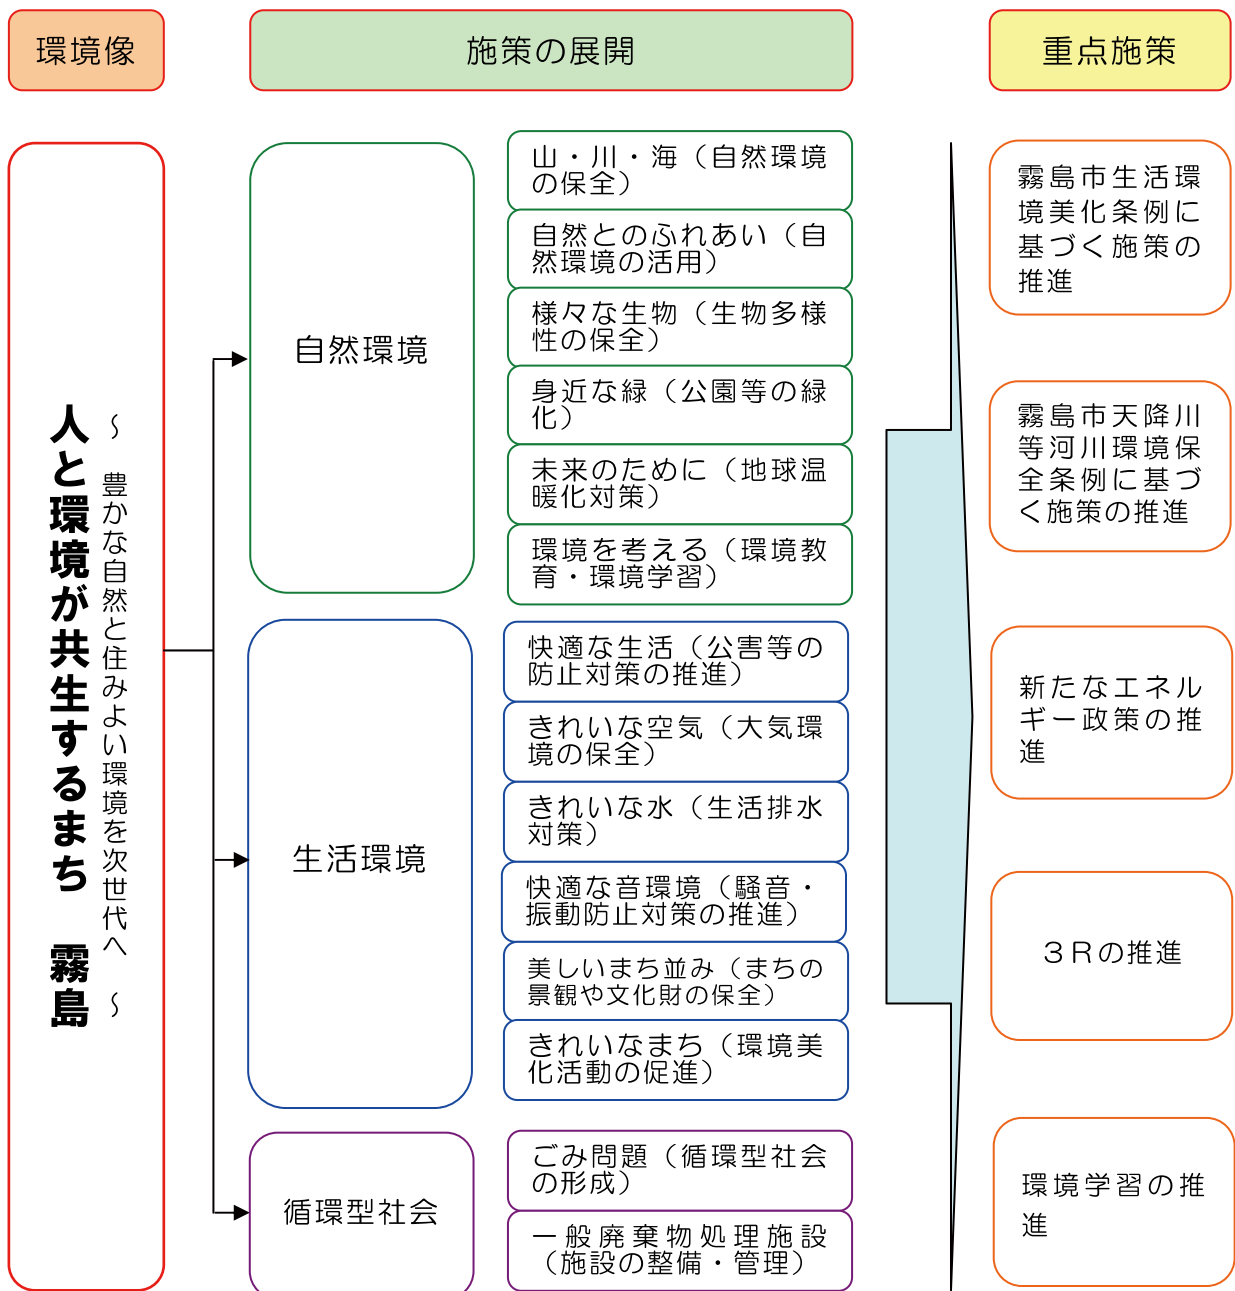 環境像
施策の展開
重点施策
人と環境が共生するまち　霧島
～　豊かな自然と住みよい環境を次世代へ　～
自然環境
山・川・海（自然環境
の保全）
自然とのふれあい（自
然環境の活用）
様々な生物（生物多様
性の保全）
身近な緑（公園等の緑
化）
未来のために（地球温
暖化対策）
環境を考える（環境教
育・環境学習）
生活環境
快適な生活（公害等の
防止対策の推進）
きれいな空気（大気環
境の保全）
きれいな水（生活排水
対策）
快適な音環境（騒音・
振動防止対策の推進）
美しいまち並み（まちの
景観や文化財の保全）
きれいなまち（環境美
化活動の促進）
循環型社会
ごみ問題（循環型社会
の形成）
一般廃棄物処理施設
（施設の整備・管理）
霧島市生活環
境美化条例に
基づく施策の
推進
霧島市天降川
等河川環境保
全条例に基づ
く施策の推進
新たなエネル
ギー政策の推
進
３Ｒの推進
環境学習の推
進